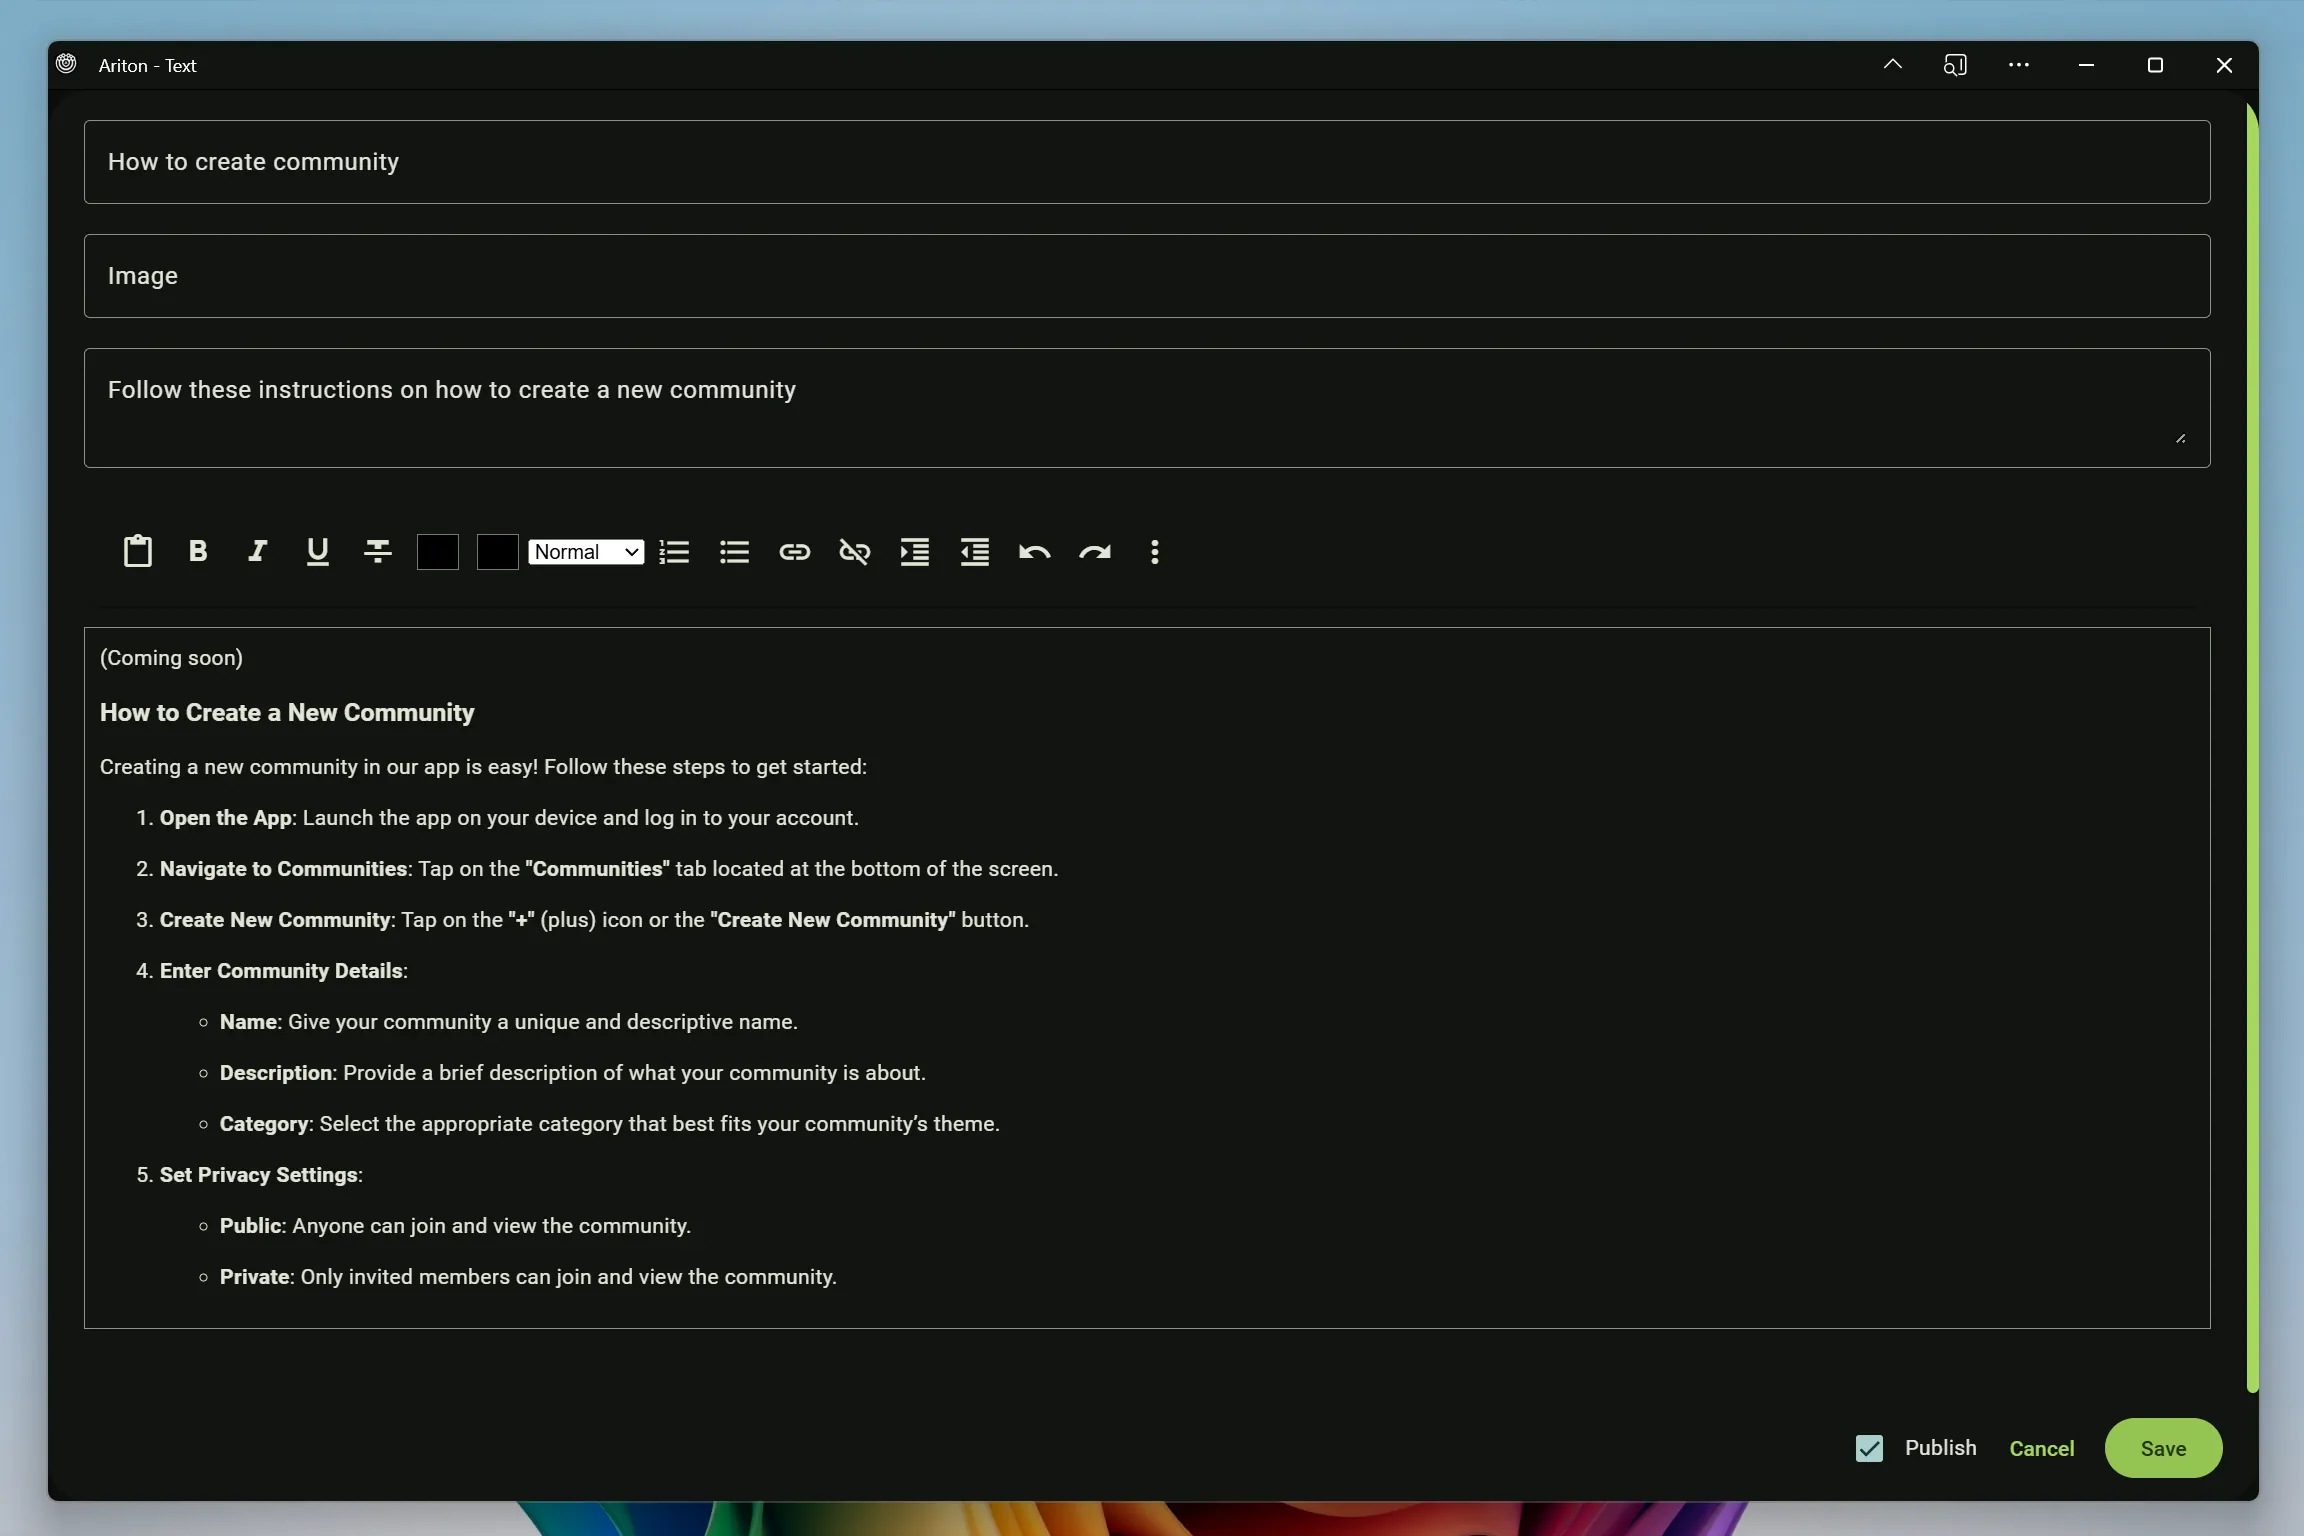 Ariton - Text
How to create community
Image
Follow these instructions on how to create a new community
B I U Normal
(Coming soon)
How to Create a New Community
Creating a new community in our app is easy! Follow these steps to get started:
1. Open the App: Launch the app on your device and log in to your account.
2. Navigate to Communities: Tap on the "Communities" tab located at the bottom of the screen.
3. Create New Community: Tap on the "+" (plus) icon or the "Create New Community" button.
4. Enter Community Details:
Name: Give your community a unique and descriptive name.
Description: Provide a brief description of what your community is about.
Category: Select the appropriate category that best fits your community’s theme.
5. Set Privacy Settings:
Public: Anyone can join and view the community.
Private: Only invited members can join and view the community.
Publish Cancel Save